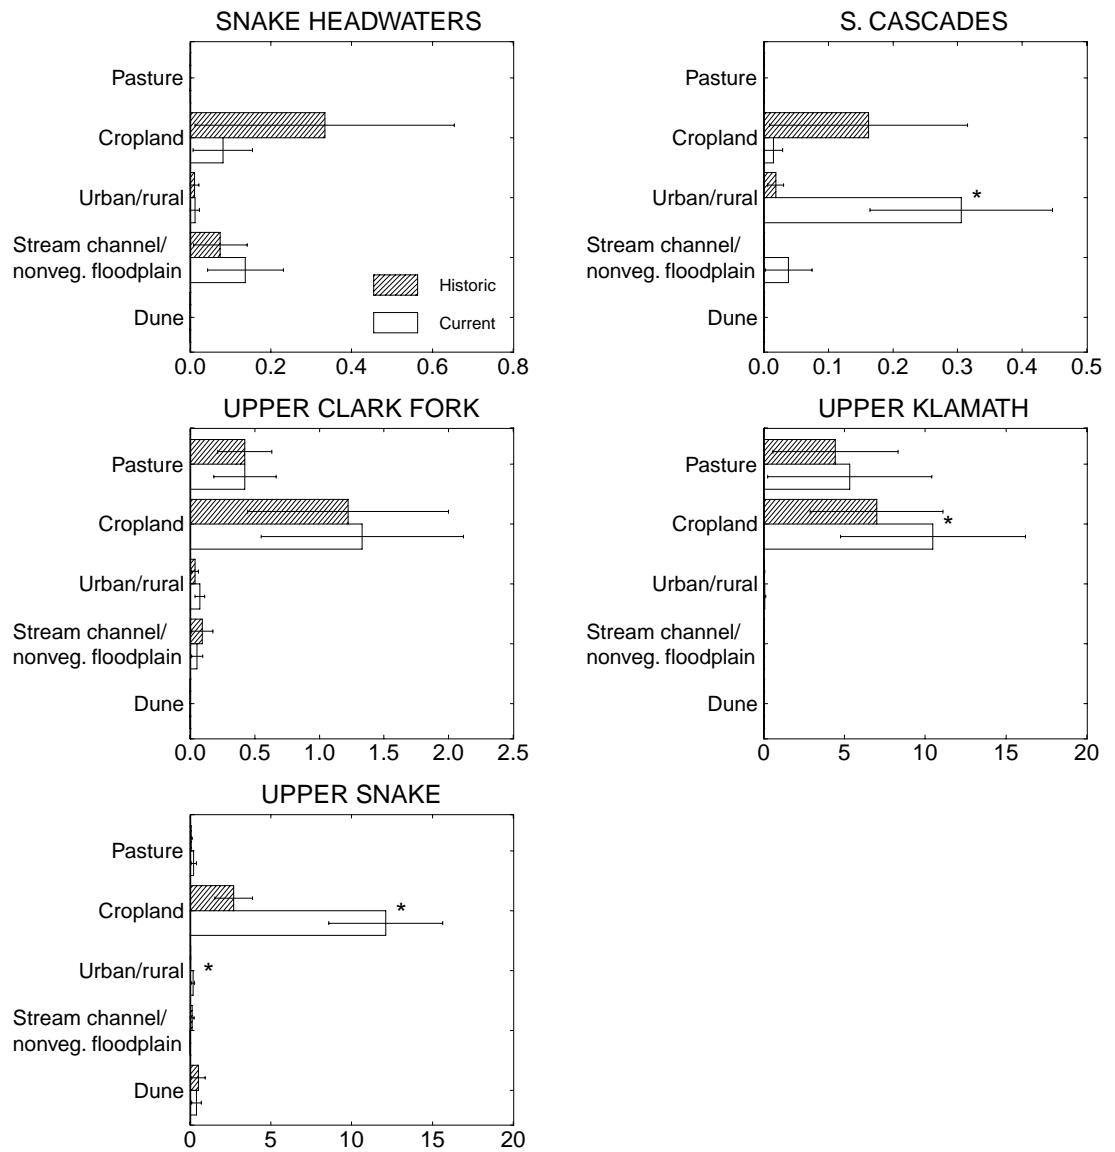 SNAKE HEADWATERS
Pasture
Cropland
Urban/rural
Stream channel/
nonveg. floodplain
Dune
Historic
Current
0.0 0.2 0.4 0.6 0.8
S. CASCADES
Pasture
Cropland
Urban/rural
*
Stream channel/
nonveg. floodplain
Dune
0.0 0.1 0.2 0.3 0.4 0.5
UPPER CLARK FORK
Pasture
Cropland
Urban/rural
Stream channel/
nonveg. floodplain
Dune
0.0 0.5 1.0 1.5 2.0 2.5
UPPER KLAMATH
Pasture
Cropland
*
Urban/rural
Stream channel/
nonveg. floodplain
Dune
0 5 10 15 20
UPPER SNAKE
Pasture
Cropland
*
Urban/rural
*
Stream channel/
nonveg. floodplain
Dune
0 5 10 15 20